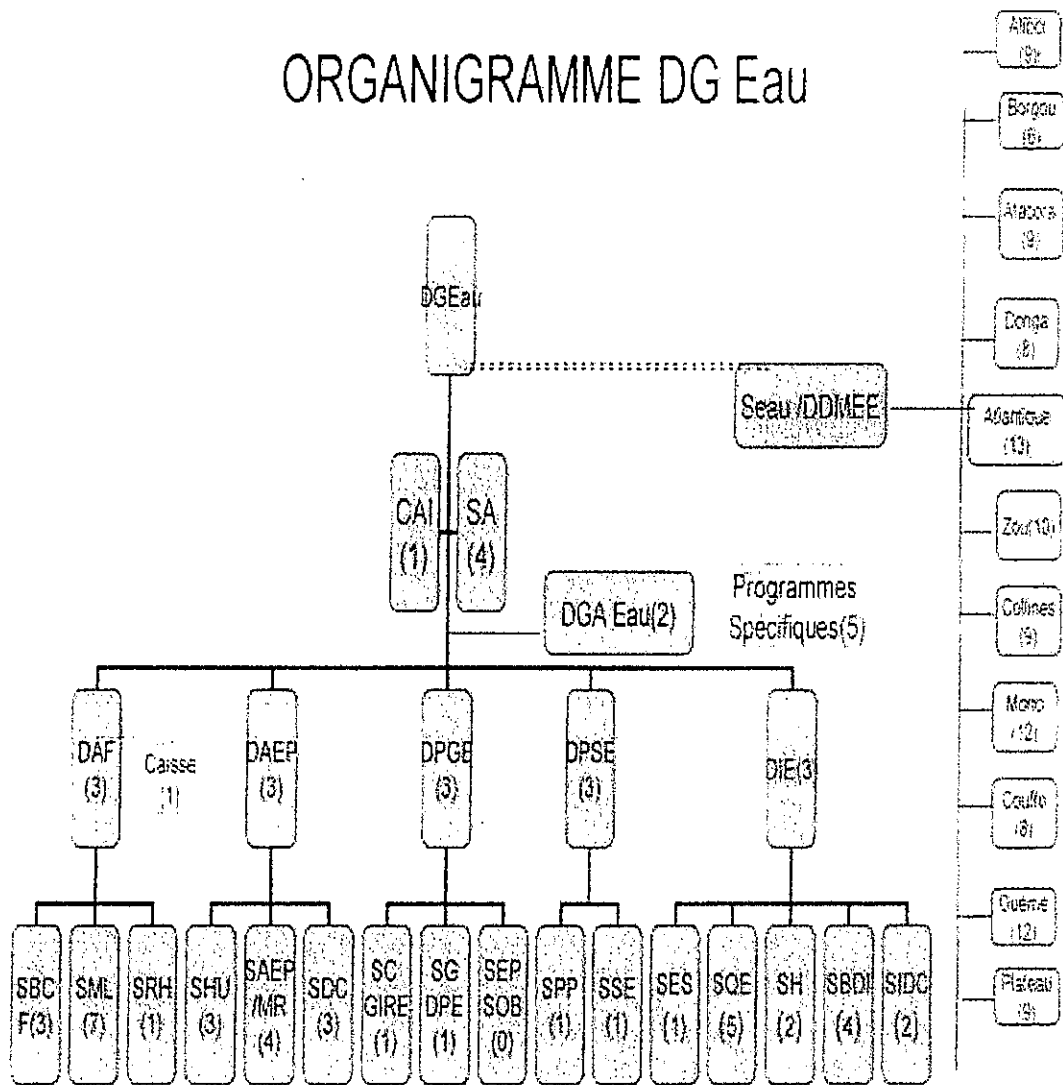 ORGANIGRAMME DG Eau
DGEau
Seau /DDMEE
CAI
(1)
SA
(4)
DGA Eau(2)
Programmes
Spécifiques(5)
DAF
(3)
Caisse
(1)
DAEP
(3)
DPGE
(3)
DPSE
(3)
DIE(3
SBC
F(3)
SML
(7)
SRH
(1)
SHU
(3)
SAEP
/MR
(4)
SDC
(3)
SC
GIRE
(1)
SG
DPE
(1)
SEP
SOB
(0)
SPP
(1)
SSE
(1)
SES
(1)
SQE
(5)
SH
(2)
SBDI
(4)
SIDC
(2)
Alibori
(9)
Borgou
(6)
Atacora
(9)
Donga
(8)
Atlantique
(13)
Zou(10)
Collines
(9)
Mono
(12)
Couffo
(8)
Ouémé
(12)
Plateau
(9)